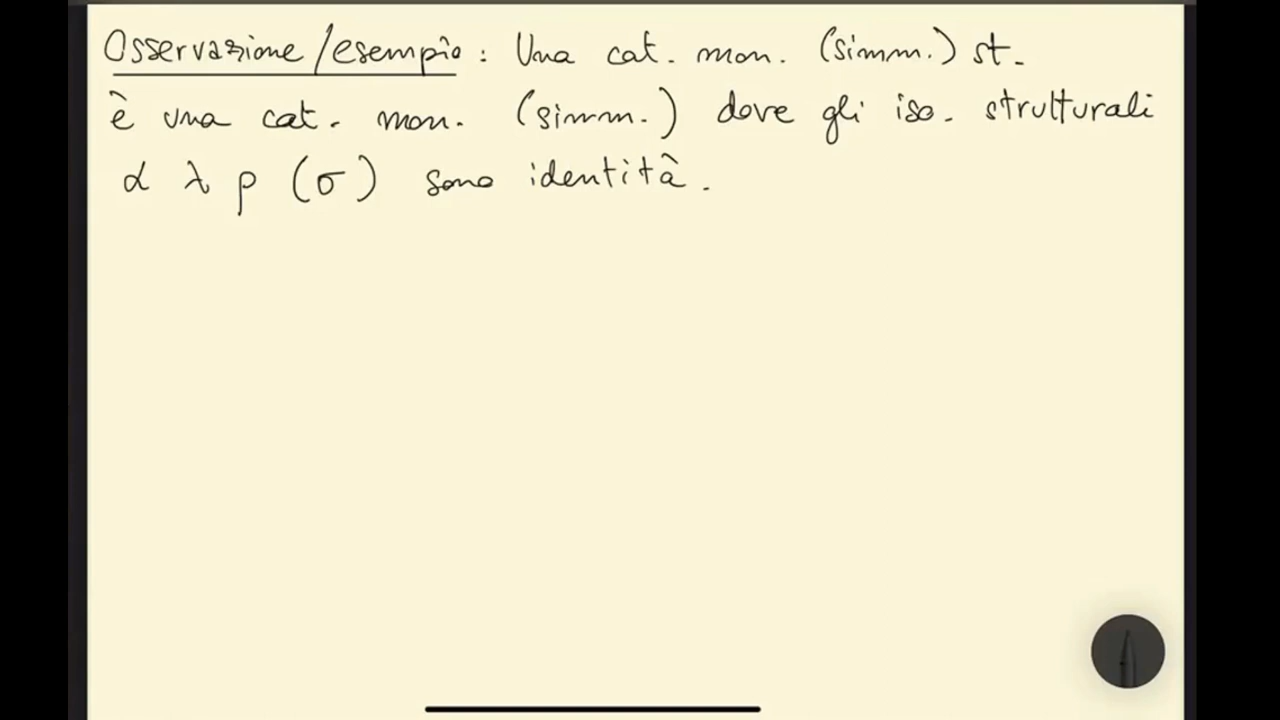 Osservazione/esempio: Una cat. mon. (simm.) st.
è una cat. mon. (simm.) dove gli iso. strutturali
α λ ρ (σ) sono identità.